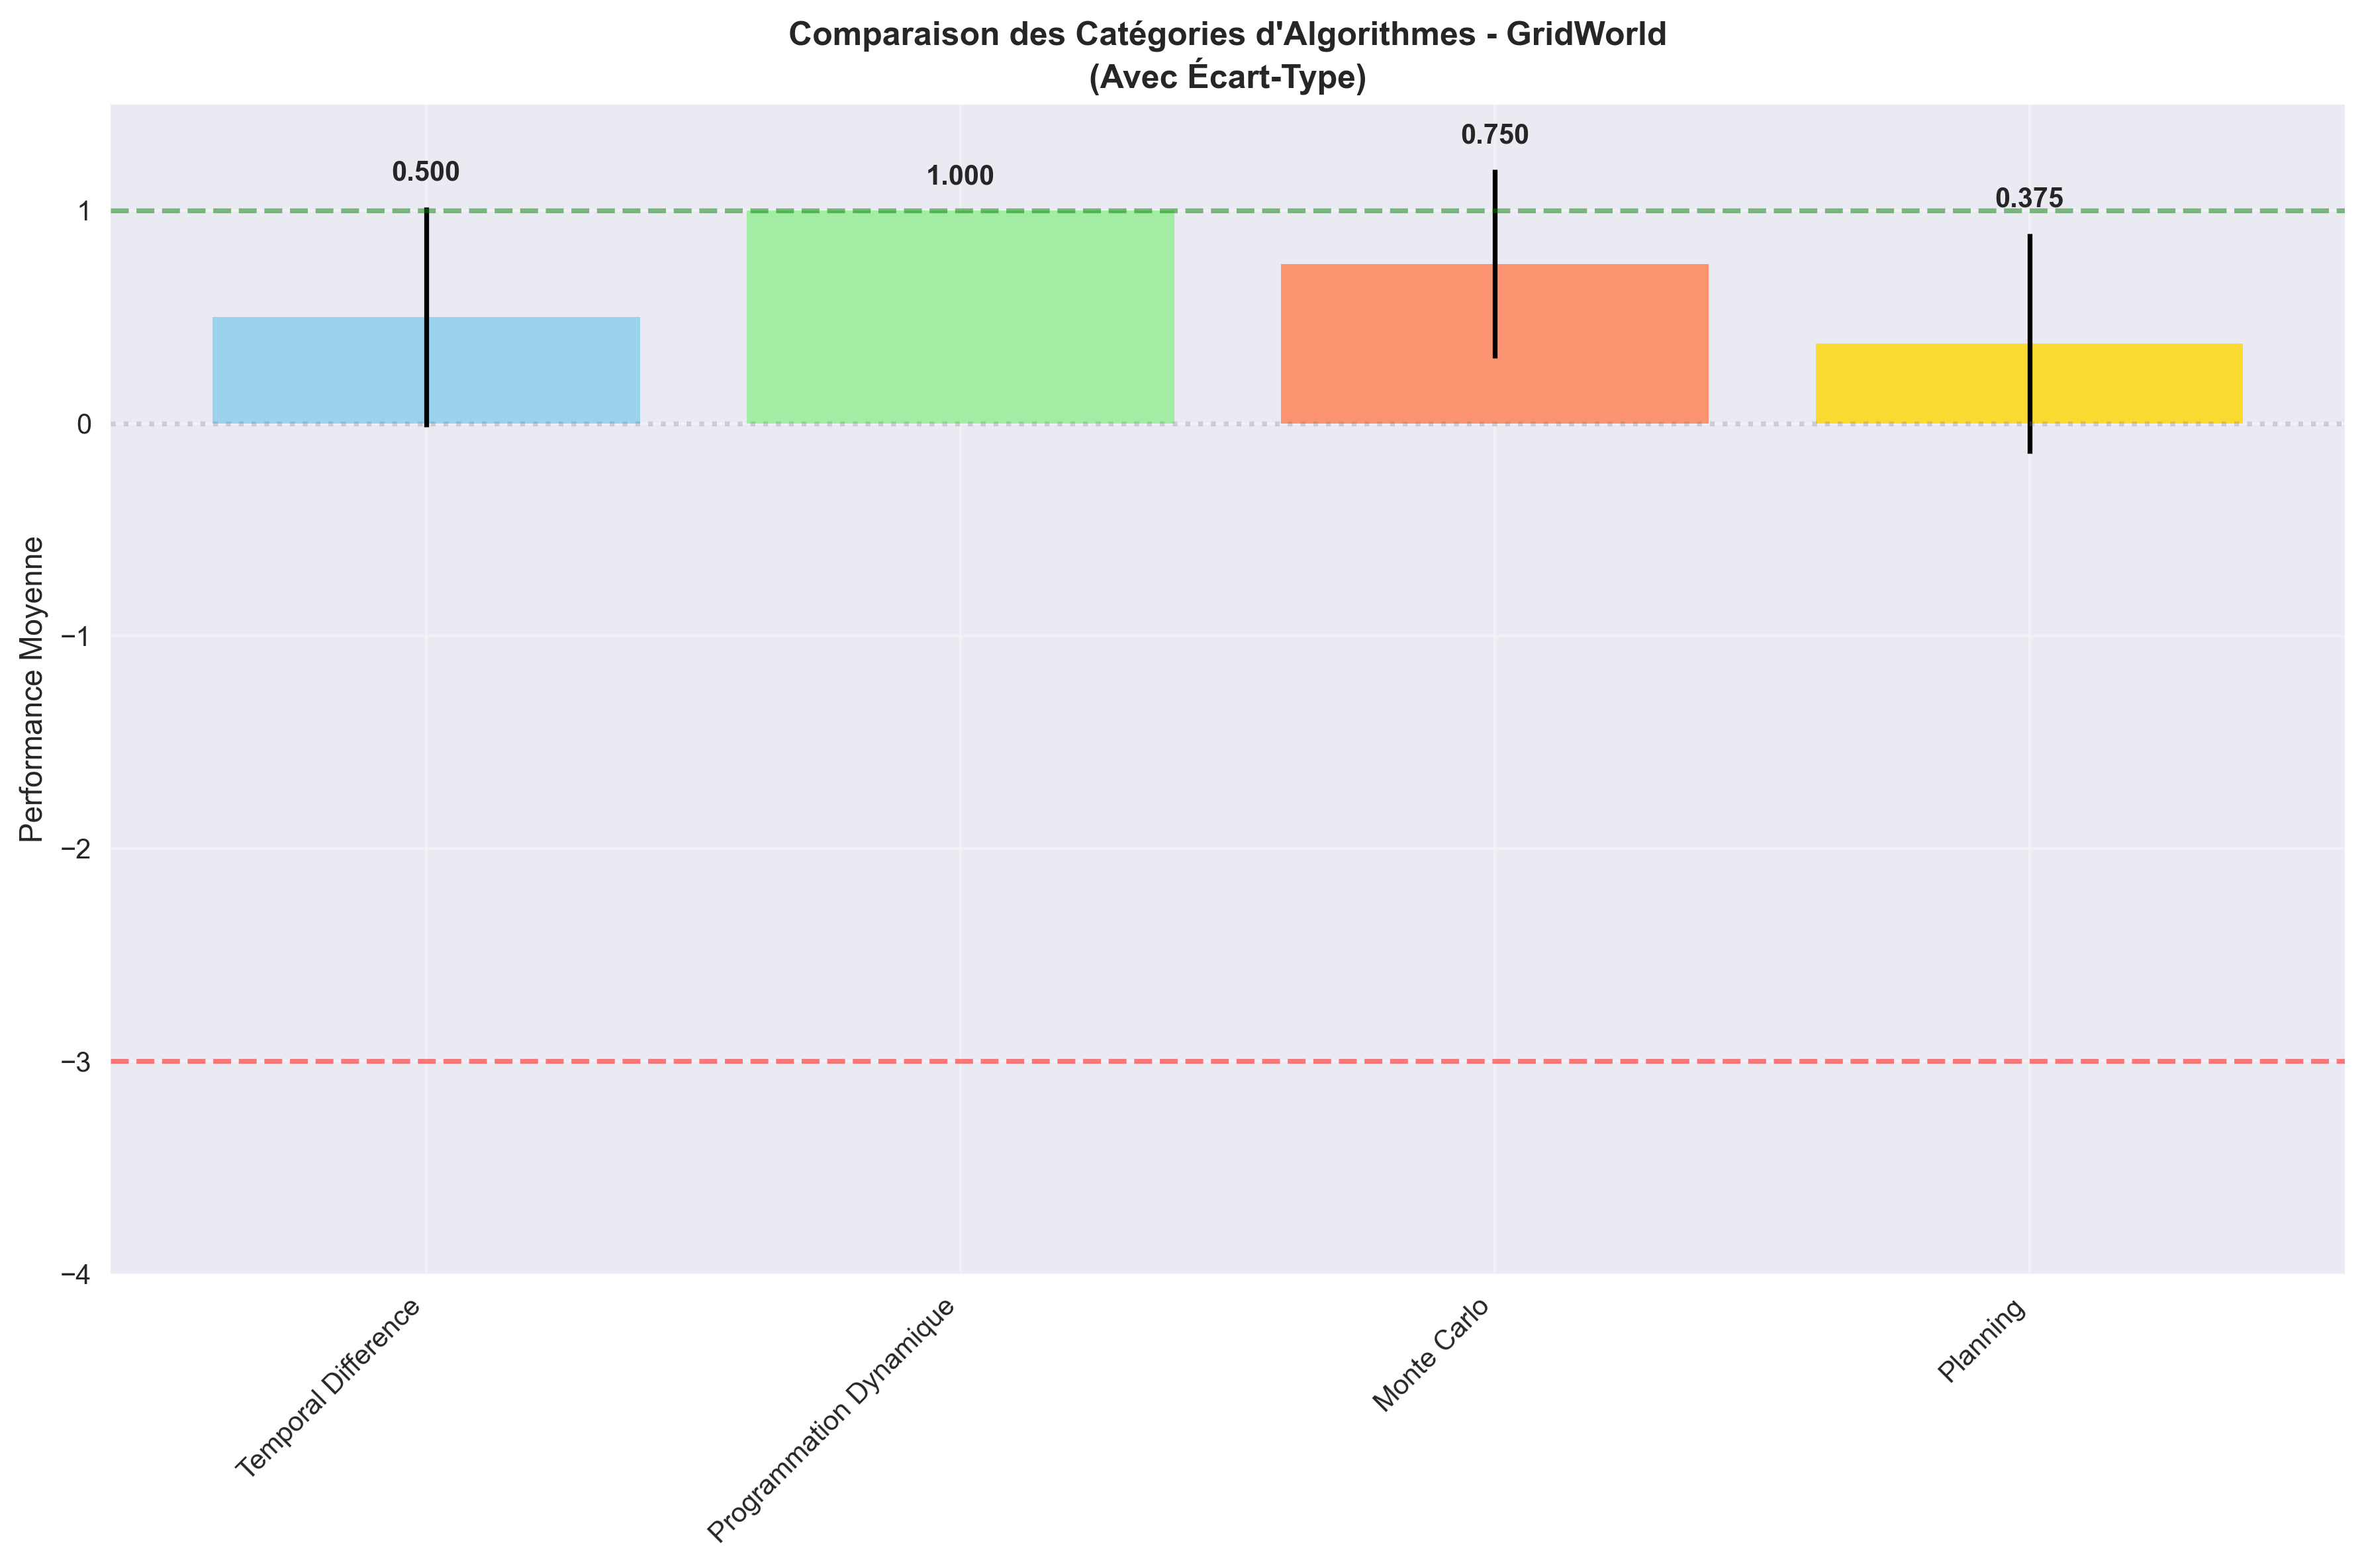 Comparaison des Catégories d'Algorithmes - GridWorld
(Avec Écart-Type)
Performance Moyenne
1
0
−1
−2
−3
−4
0.500
1.000
0.750
0.375
Temporal Difference
Programmation Dynamique
Monte Carlo
Planning